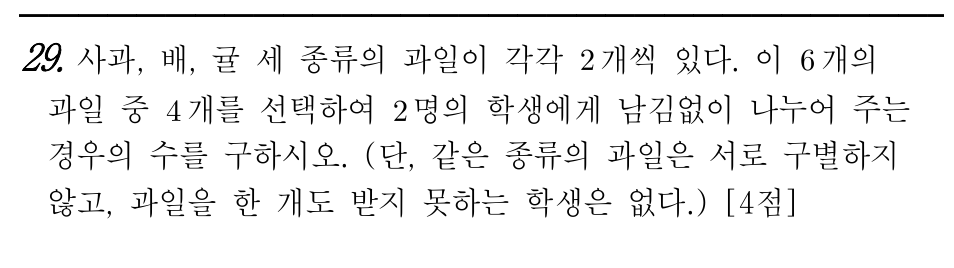 29. 사과, 배, 귤 세 종류의 과일이 각각 2개씩 있다. 이 6개의
과일 중 4개를 선택하여 2명의 학생에게 남김없이 나누어 주는
경우의 수를 구하시오. (단, 같은 종류의 과일은 서로 구별하지
않고, 과일을 한 개도 받지 못하는 학생은 없다.) [4점]